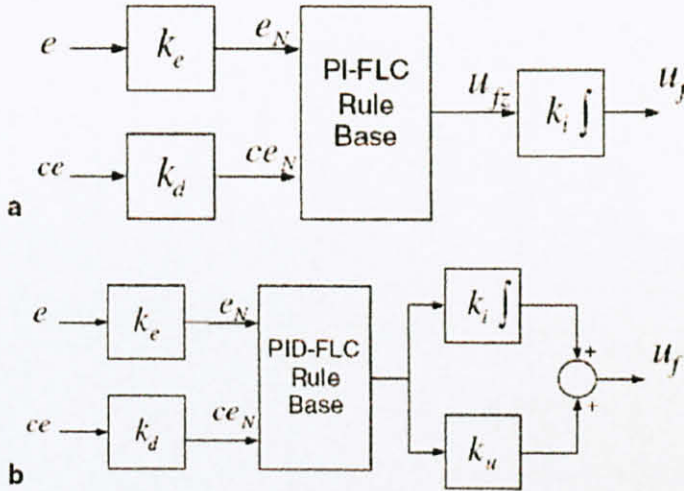 e
k_e
e_N
PI-FLC
Rule
Base
u_fz
k_i ∫
u_f
ce
k_d
ce_N
a
e
k_e
e_N
PID-FLC
Rule
Base
k_i ∫
+
u_f
+
ce
k_d
ce_N
k_u
b